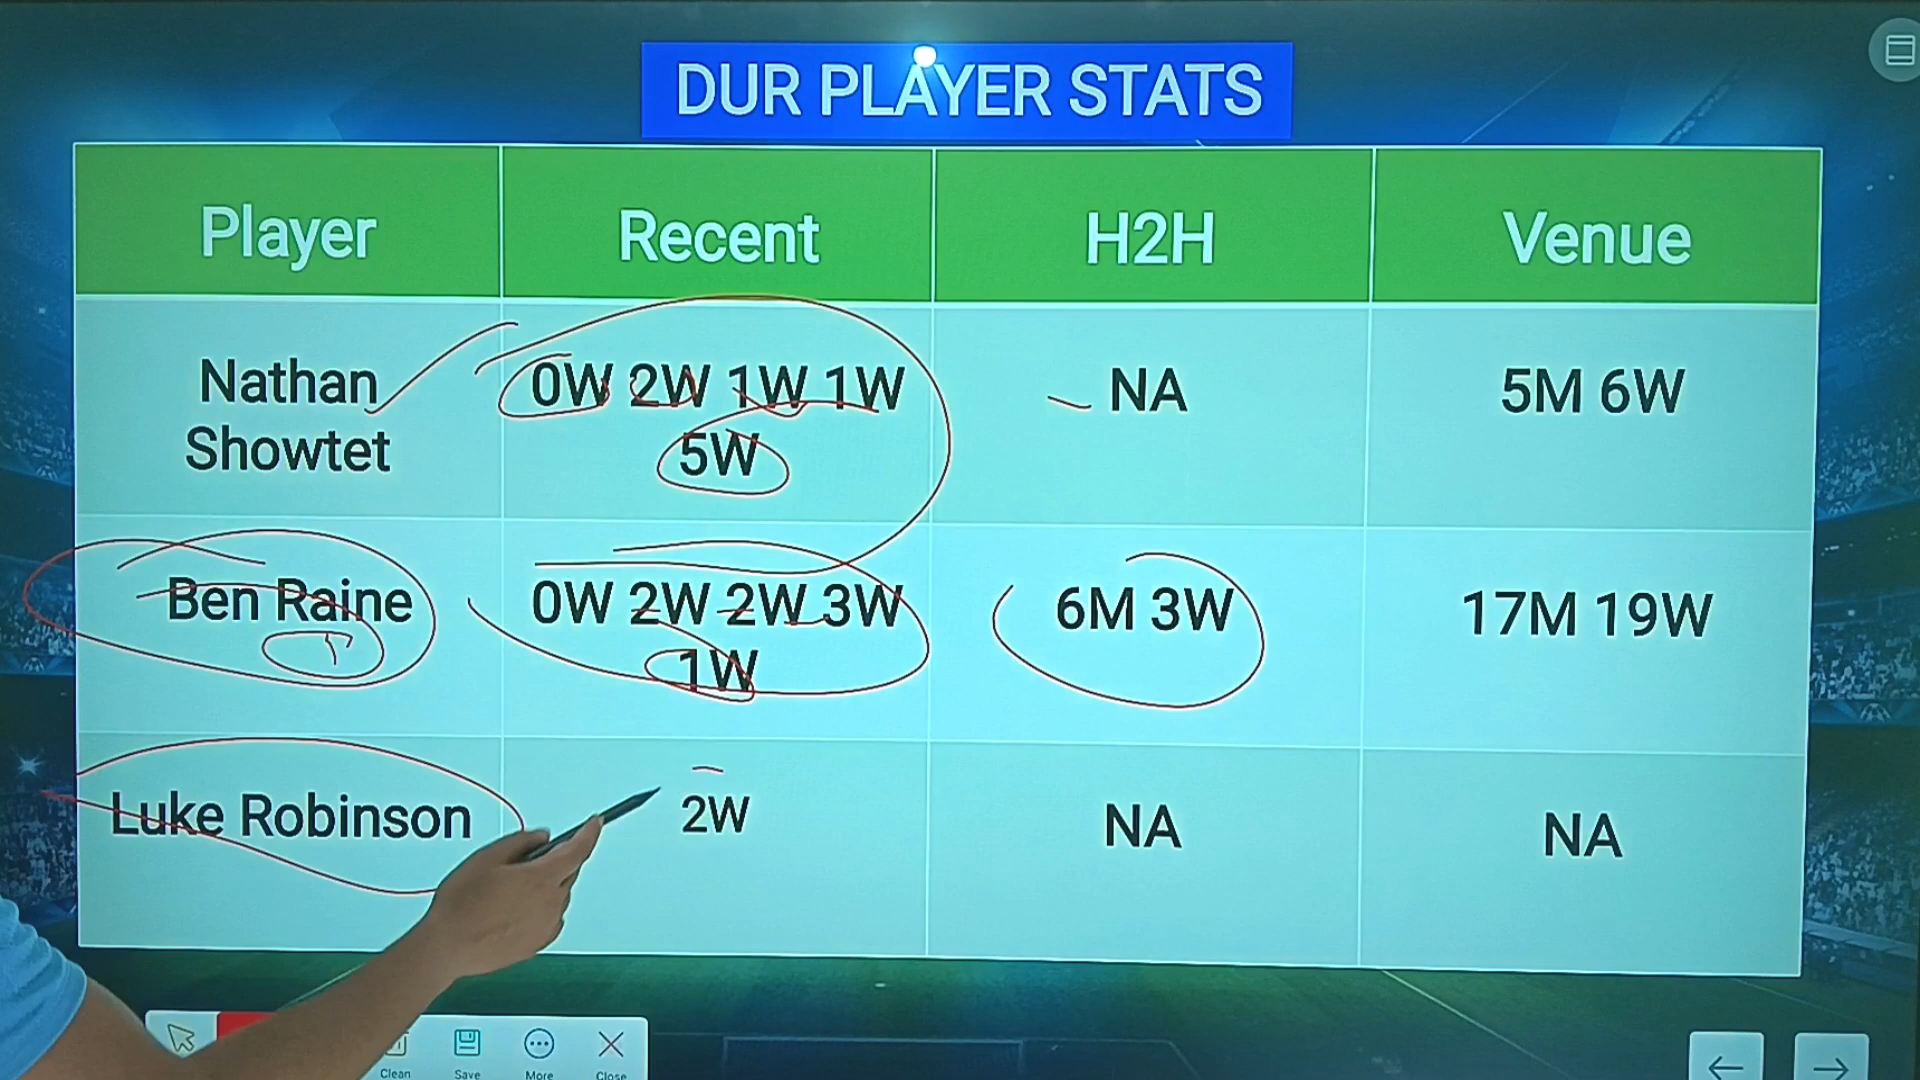 DUR PLAYER STATS
Player Recent H2H Venue
Nathan
Showtet
0W 2W 1W 1W
5W
NA
5M 6W
Ben Raine
0W 2W 2W 3W
1W
6M 3W
17M 19W
Luke Robinson
2W
NA
NA
Clean Save More Close